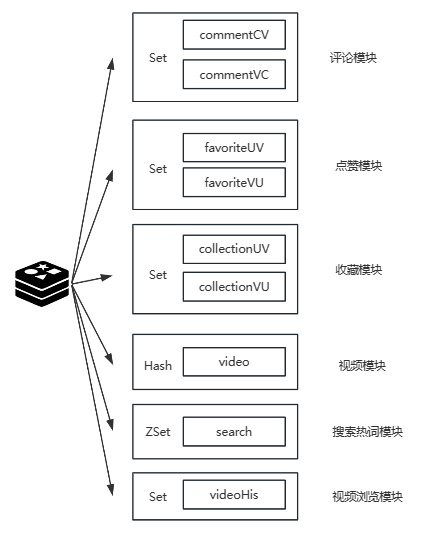 commentCV
Set
commentVC
评论模块
favoriteUV
Set
favoriteVU
点赞模块
collectionUV
Set
collectionVU
收藏模块
Hash
video
视频模块
ZSet
search
搜索热词模块
Set
videoHis
视频浏览模块